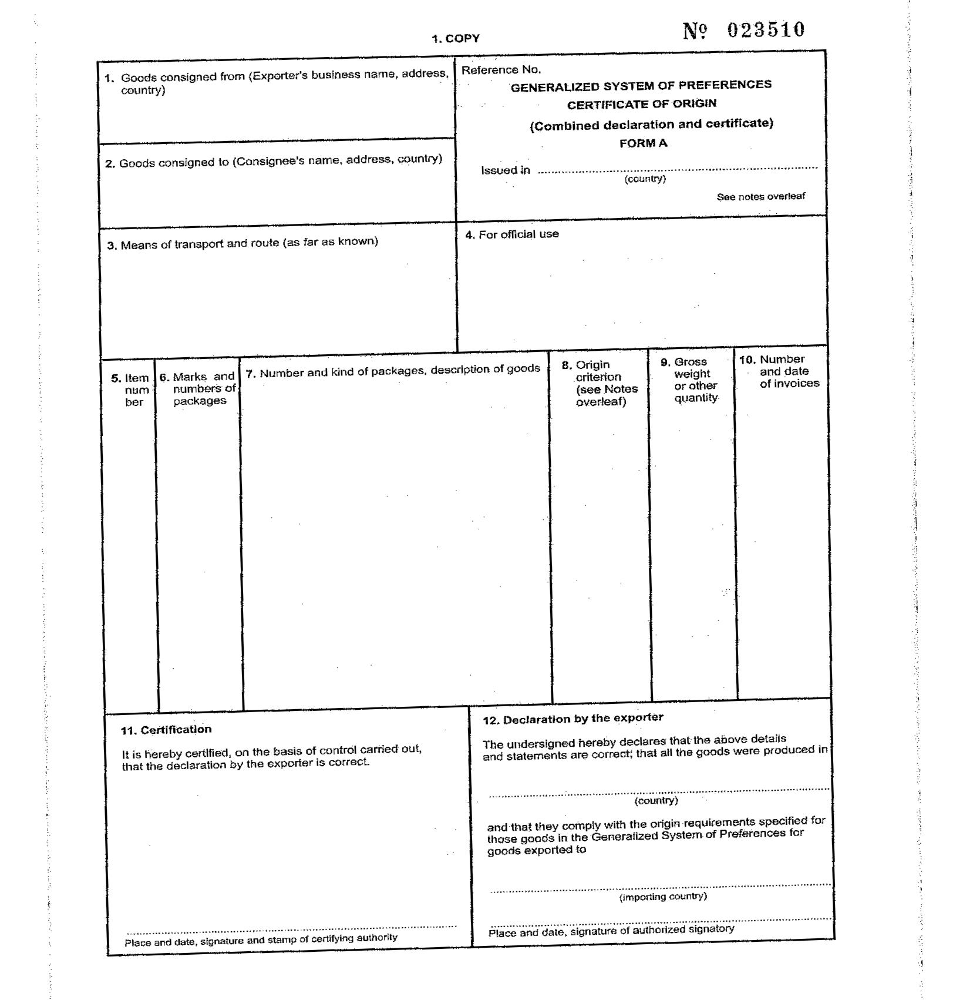 1. COPY
Nº 023510
1. Goods consigned from (Exporter's business name, address,
country)
Reference No.
GENERALIZED SYSTEM OF PREFERENCES
CERTIFICATE OF ORIGIN
(Combined declaration and certificate)
FORM A
Issued in ........................................
(country)
See notes overleaf
2. Goods consigned to (Consignee's name, address, country)
3. Means of transport and route (as far as known)
4. For official use
5. Item
num
ber
6. Marks and
numbers of
packages
7. Number and kind of packages, description of goods
8. Origin
criterion
(see Notes
overleaf)
9. Gross
weight
or other
quantity
10. Number
and date
of invoices
11. Certification
It is hereby certified, on the basis of control carried out,
that the declaration by the exporter is correct.
Place and date, signature and stamp of certifying authority
12. Declaration by the exporter
The undersigned hereby declares that the above details
and statements are correct; that all the goods were produced in
(country)
and that they comply with the origin requirements specified for
those goods in the Generalized System of Preferences for
goods exported to
(importing country)
Place and date, signature of authorized signatory